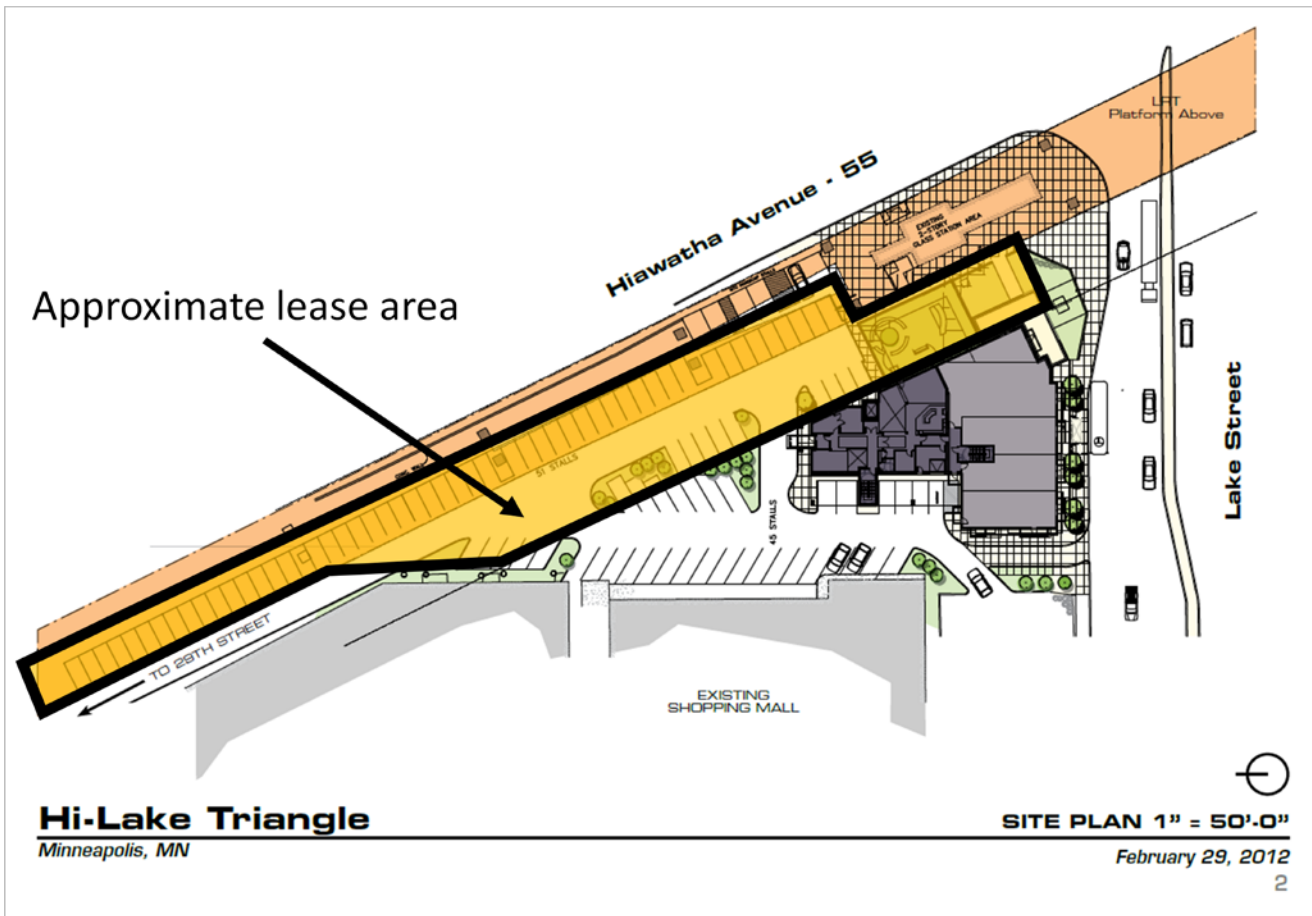 LRT
Platform Above
Hiawatha Avenue - 55
EXISTING
2-STORY
GLASS STATION AREA
Approximate lease area
51 STALLS
45 STALLS
Lake Street
TO 29TH STREET
EXISTING
SHOPPING MALL
Hi-Lake Triangle
Minneapolis, MN
SITE PLAN 1" = 50'-0"
February 29, 2012
2